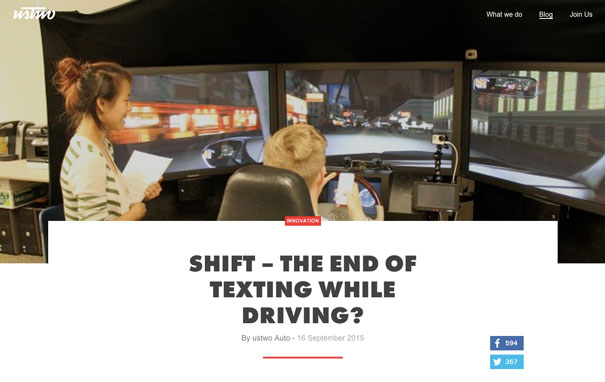 ustwo
What we do
Blog
Join Us
INNOVATION
SHIFT – THE END OF
TEXTING WHILE
DRIVING?
By ustwo Auto - 16 September 2015
594
367